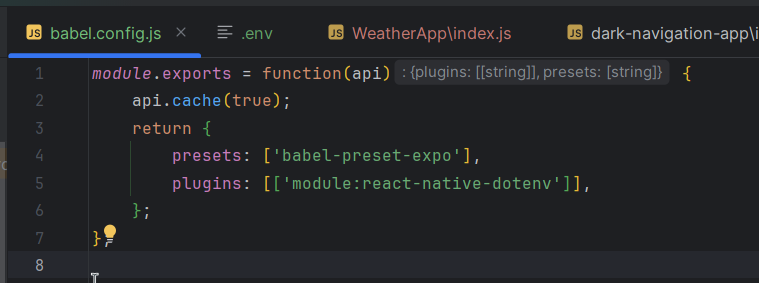 JS babel.config.js × .env JS WeatherApp\index.js JS dark-navigation-app\i
1 module.exports = function(api) : {plugins: [[string]], presets: [string]} {
2 api.cache(true);
3 return {
4 presets: ['babel-preset-expo'],
5 plugins: [['module:react-native-dotenv']],
6 };
7 };
8